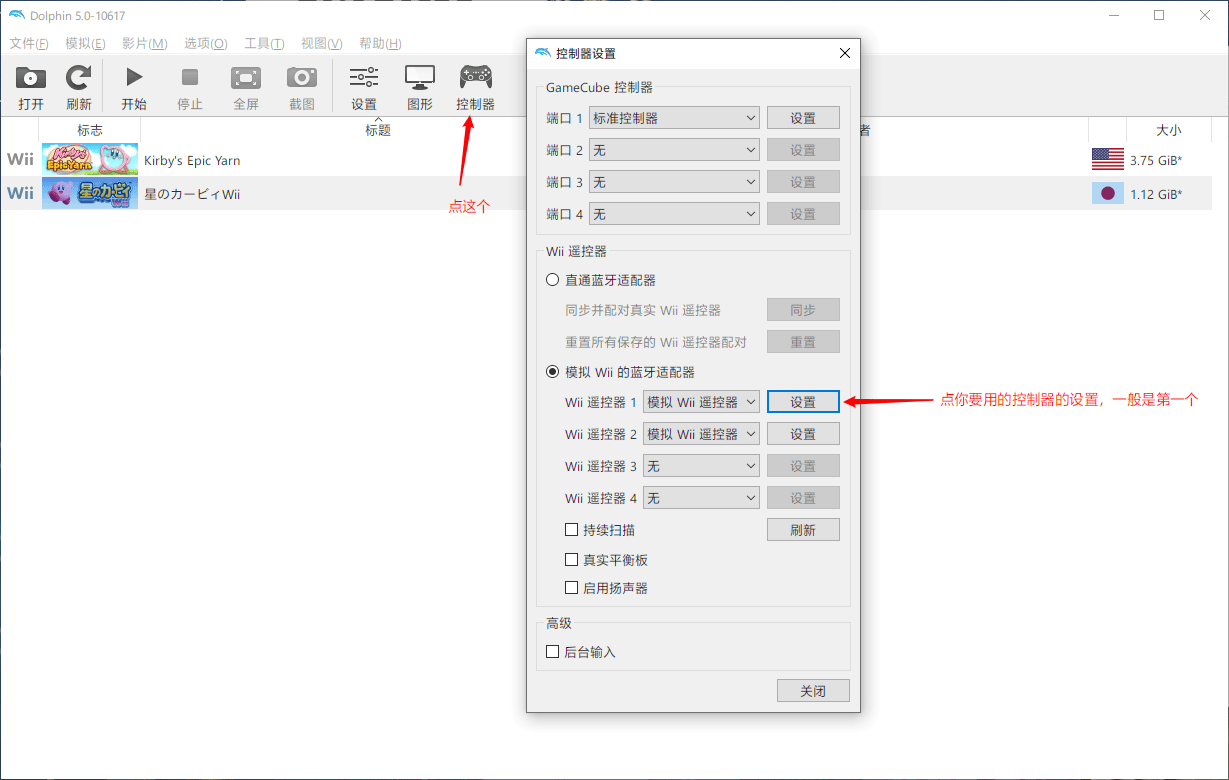 Dolphin 5.0-10617
文件(F) 模拟(E) 影片(M) 选项(O) 工具(T) 视图(V) 帮助(H)
打开 刷新 开始 停止 全屏 截图 设置 图形 控制器
标志 标题 者 大小
Wii Kirby's Epic Yarn Kirby's Epic Yarn 3.75 GiB*
Wii 星のカービィ 星のカービィWii 1.12 GiB*
点这个
控制器设置
GameCube 控制器
端口 1 标准控制器 设置
端口 2 无 设置
端口 3 无 设置
端口 4 无 设置
Wii 遥控器
直通蓝牙适配器
同步并配对真实 Wii 遥控器 同步
重置所有保存的 Wii 遥控器配对 重置
模拟 Wii 的蓝牙适配器
Wii 遥控器 1 模拟 Wii 遥控器 设置
点你要用的控制器的设置，一般是第一个
Wii 遥控器 2 模拟 Wii 遥控器 设置
Wii 遥控器 3 无 设置
Wii 遥控器 4 无 设置
持续扫描 刷新
真实平衡板
启用扬声器
高级
后台输入
关闭